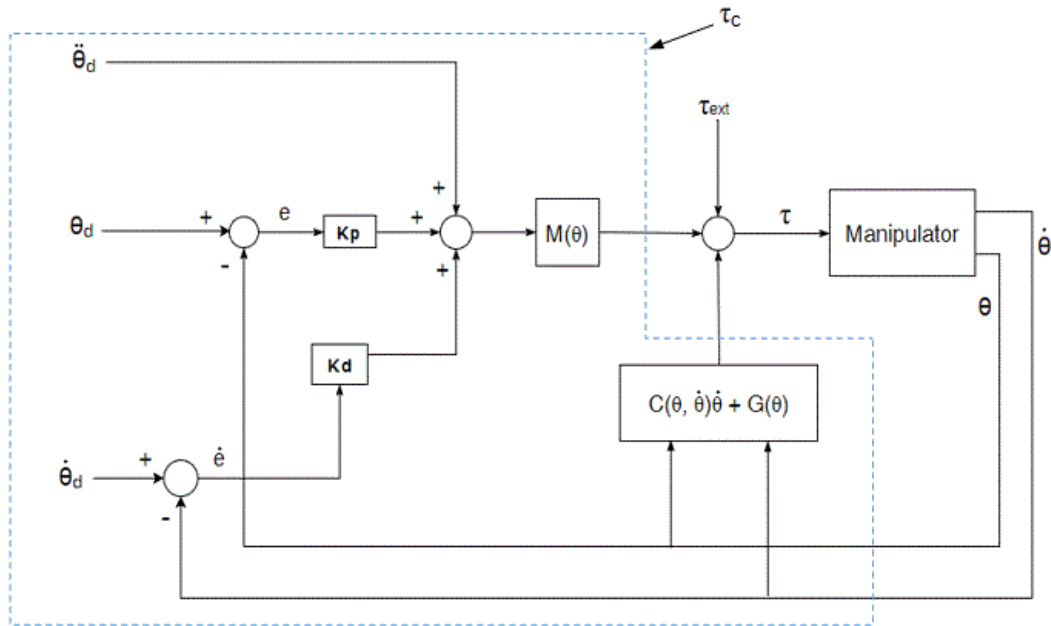 τc
θ̈d
τext
+
+
θd
+
e
Kp
+
M(θ)
τ
Manipulator
θ̇
-
+
θ
Kd
C(θ, θ̇)θ̇ + G(θ)
θ̇d
+
ė
-